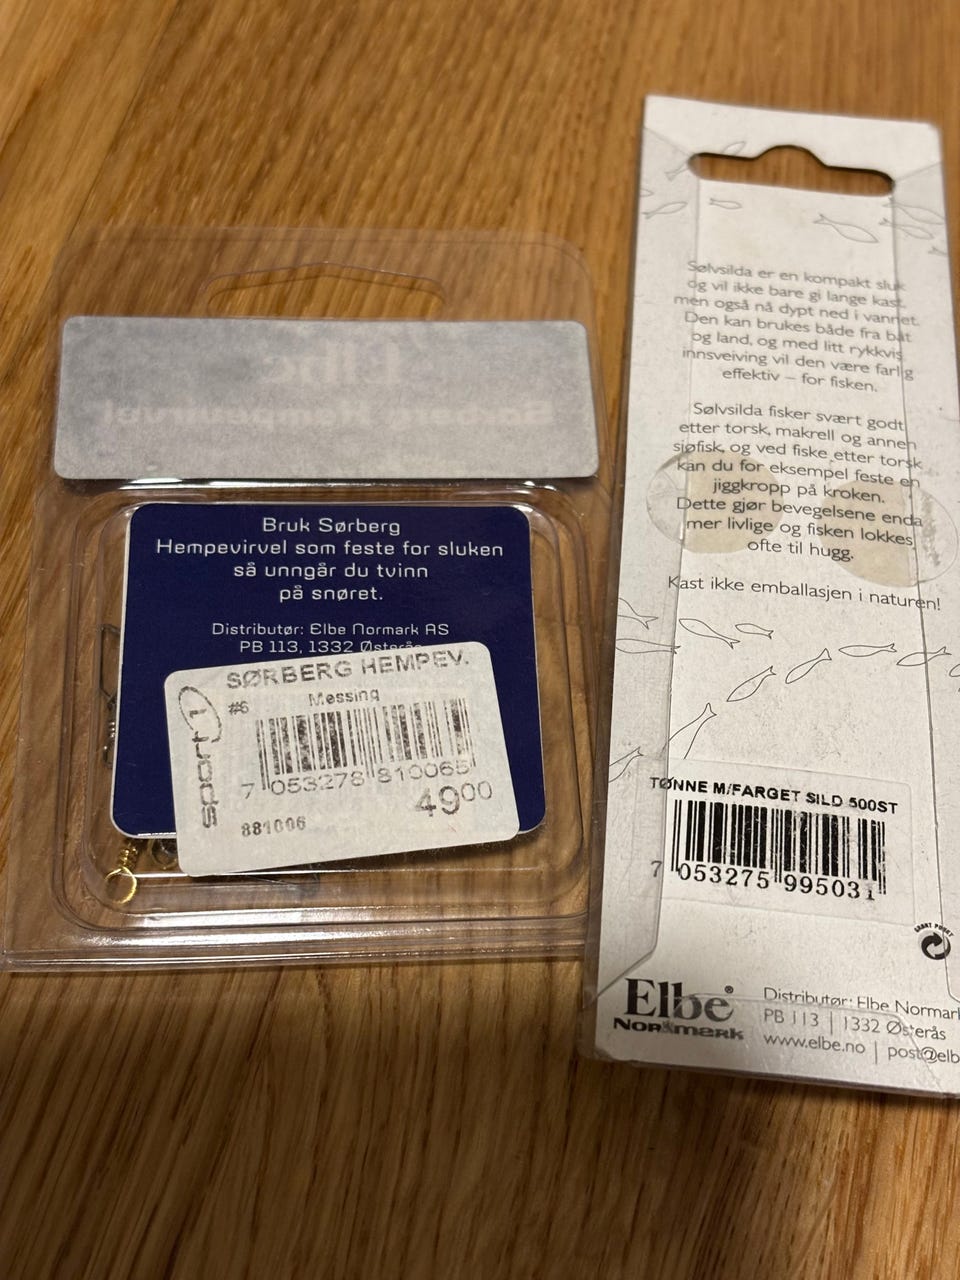 Bruk Sørberg
Hempevirvel som feste for sluken
så unngår du tvinn
på snøret.
Distributør: Elbe Normark AS
PB 113, 1332 Østerås
SØRBERG HEMPEV.
Messing
#6
sport 1
7 053278 810065
4900
881006
Sølvsilda er en kompakt sluk
og vil ikke bare gi lange kast,
men også nå dypt ned i vannet.
Den kan brukes både fra båt
og land, og med litt rykkvis
innsveiving vil den være farlig
effektiv – for fisken.
Sølvsilda fisker svært godt
etter torsk, makrell og annen
sjøfisk, og ved fiske etter torsk
kan du for eksempel feste en
jiggkropp på kroken.
Dette gjør bevegelsene enda
mer livlige og fisken lokkes
ofte til hugg.
Kast ikke emballasjen i naturen!
TØNNE M/FARGET SILD 500ST
7 053275 995031
Elbe®
Normark
Distributør: Elbe Normark
PB 113 | 1332 Østerås
www.elbe.no | post@elb